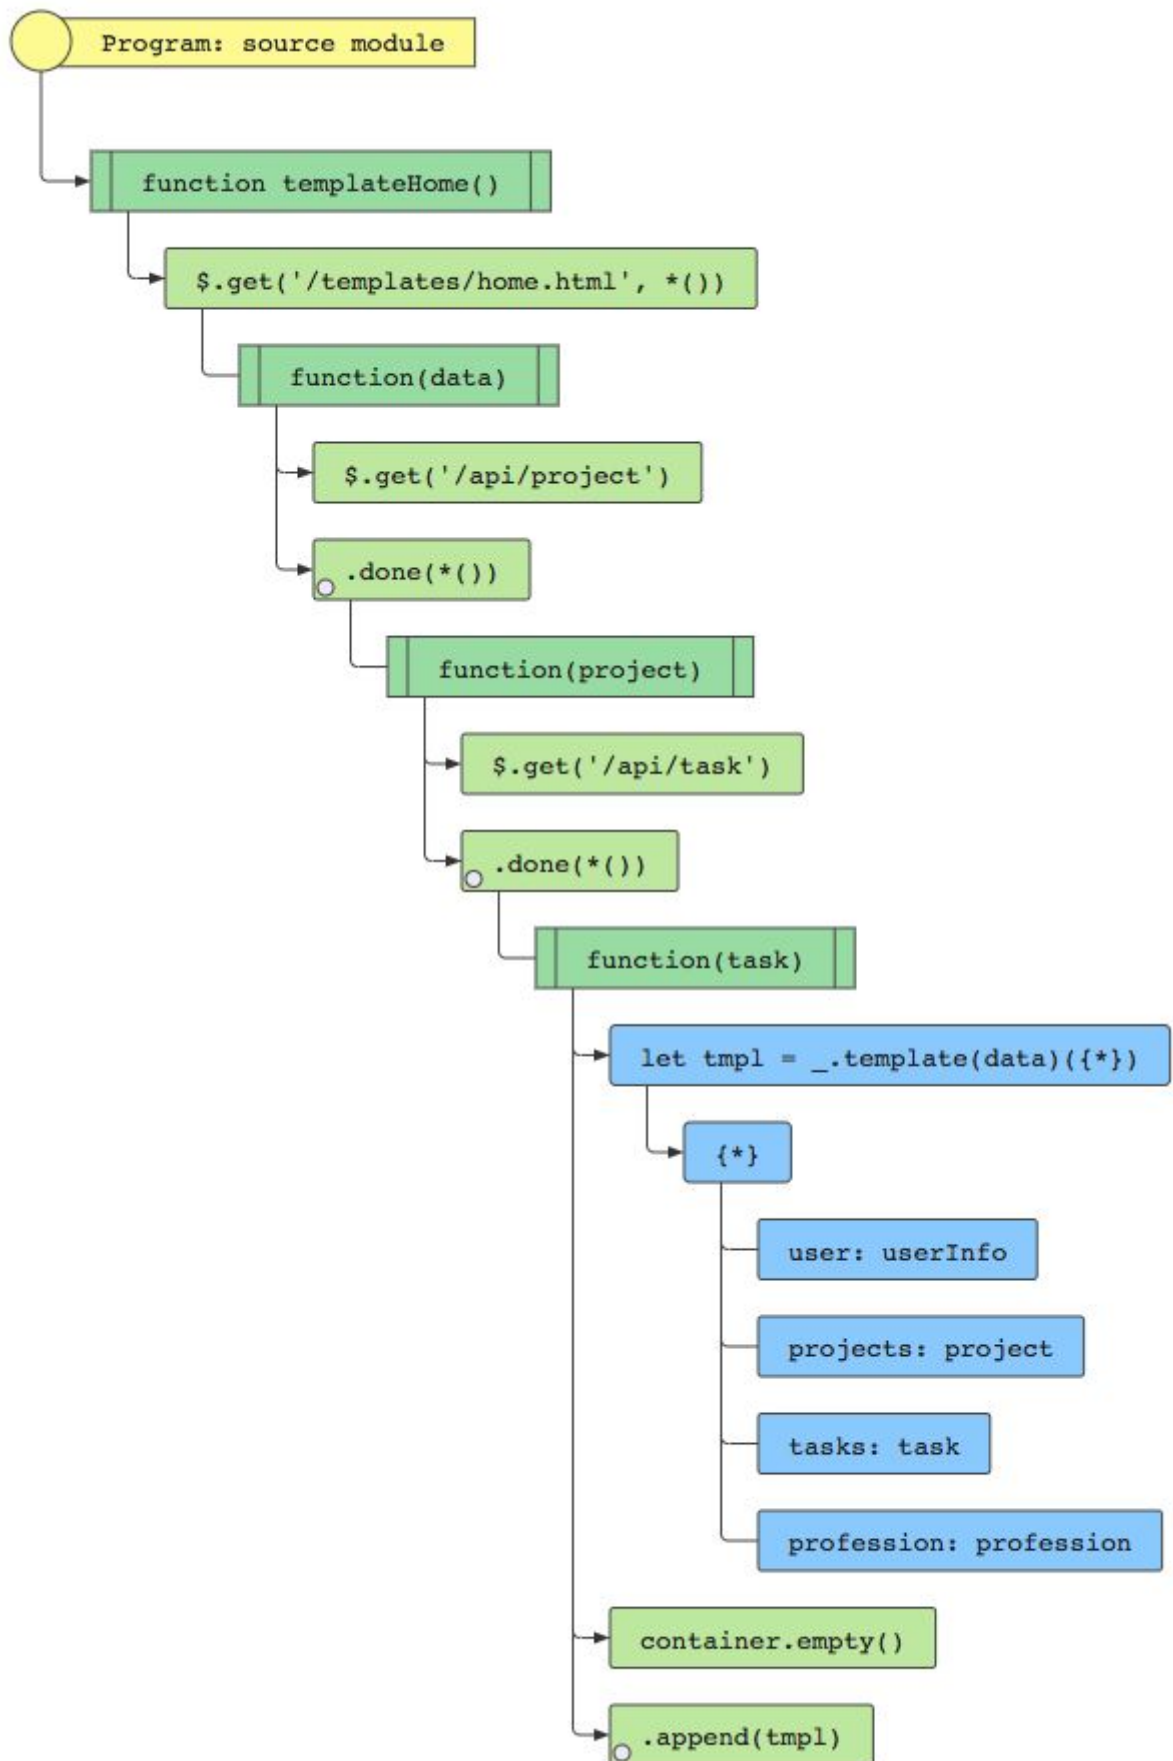 Program: source module
function templateHome()
$.get('/templates/home.html', *())
function(data)
$.get('/api/project')
.done(*())
function(project)
$.get('/api/task')
.done(*())
function(task)
let tmpl = _.template(data)({*})
{*}
user: userInfo
projects: project
tasks: task
profession: profession
container.empty()
.append(tmpl)